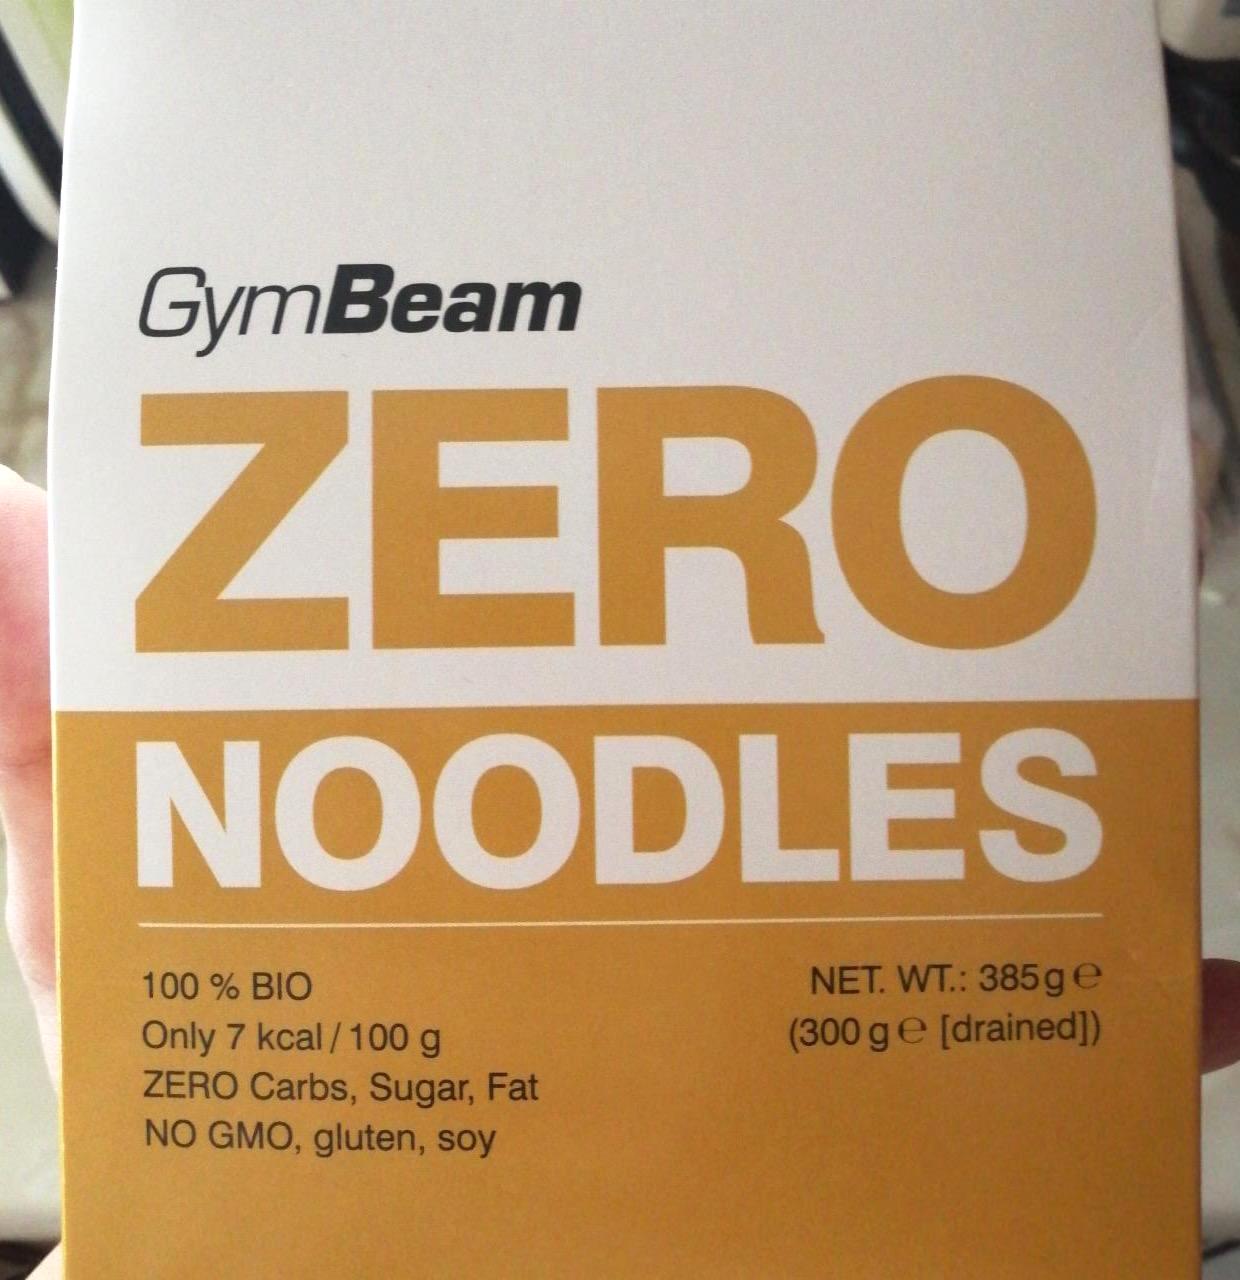 GymBeam
ZERO
NOODLES
100 % BIO
Only 7 kcal / 100 g
ZERO Carbs, Sugar, Fat
NO GMO, gluten, soy
NET. WT.: 385 g ℮
(300 g ℮ [drained])